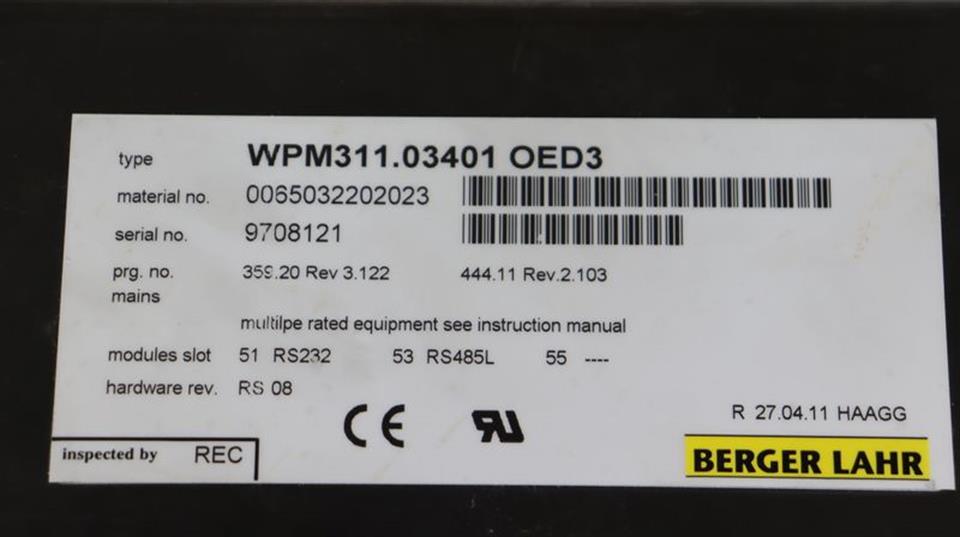 type WPM311.03401 OED3
material no. 0065032202023
serial no. 9708121
prg. no. 359.20 Rev 3.122 444.11 Rev.2.103
mains
multilpe rated equipment see instruction manual
modules slot 51 RS232 53 RS485L 55 ----
hardware rev. RS 08
CE RU
R 27.04.11 HAAGG
inspected by REC
BERGER LAHR